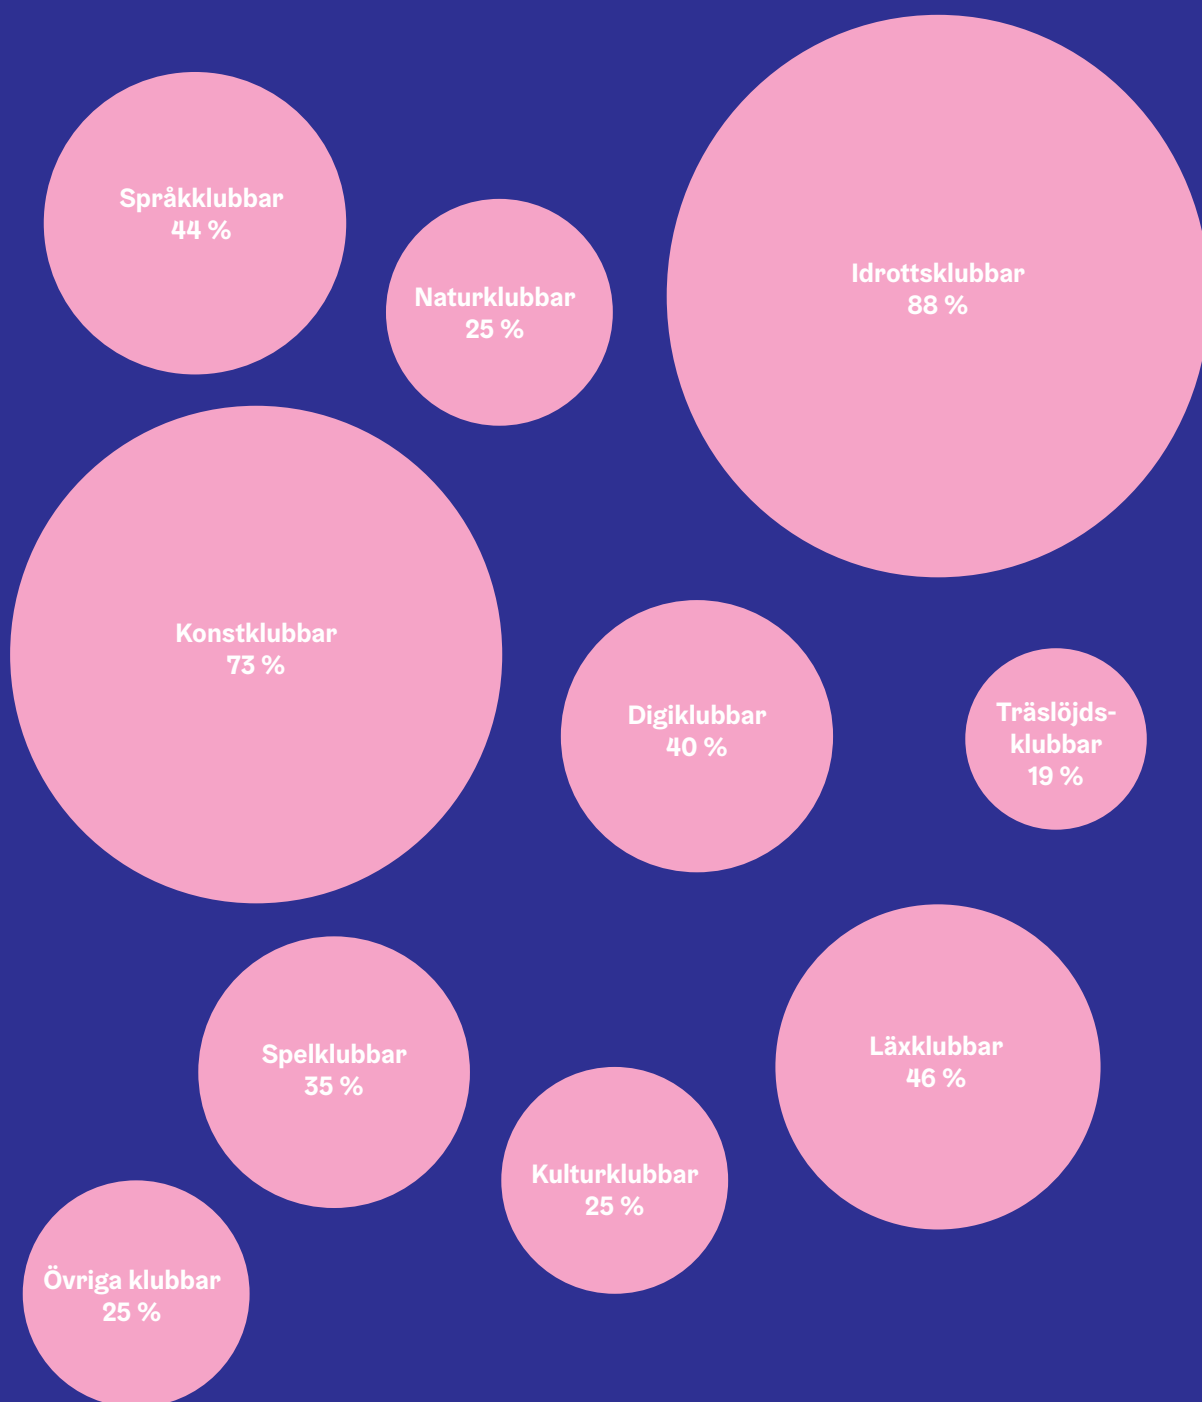 Språkklubbar
44 %
Naturklubbar
25 %
Idrottsklubbar
88 %
Konstklubbar
73 %
Digiklubbar
40 %
Träslöjds-
klubbar
19 %
Spelklubbar
35 %
Läxklubbar
46 %
Kulturklubbar
25 %
Övriga klubbar
25 %